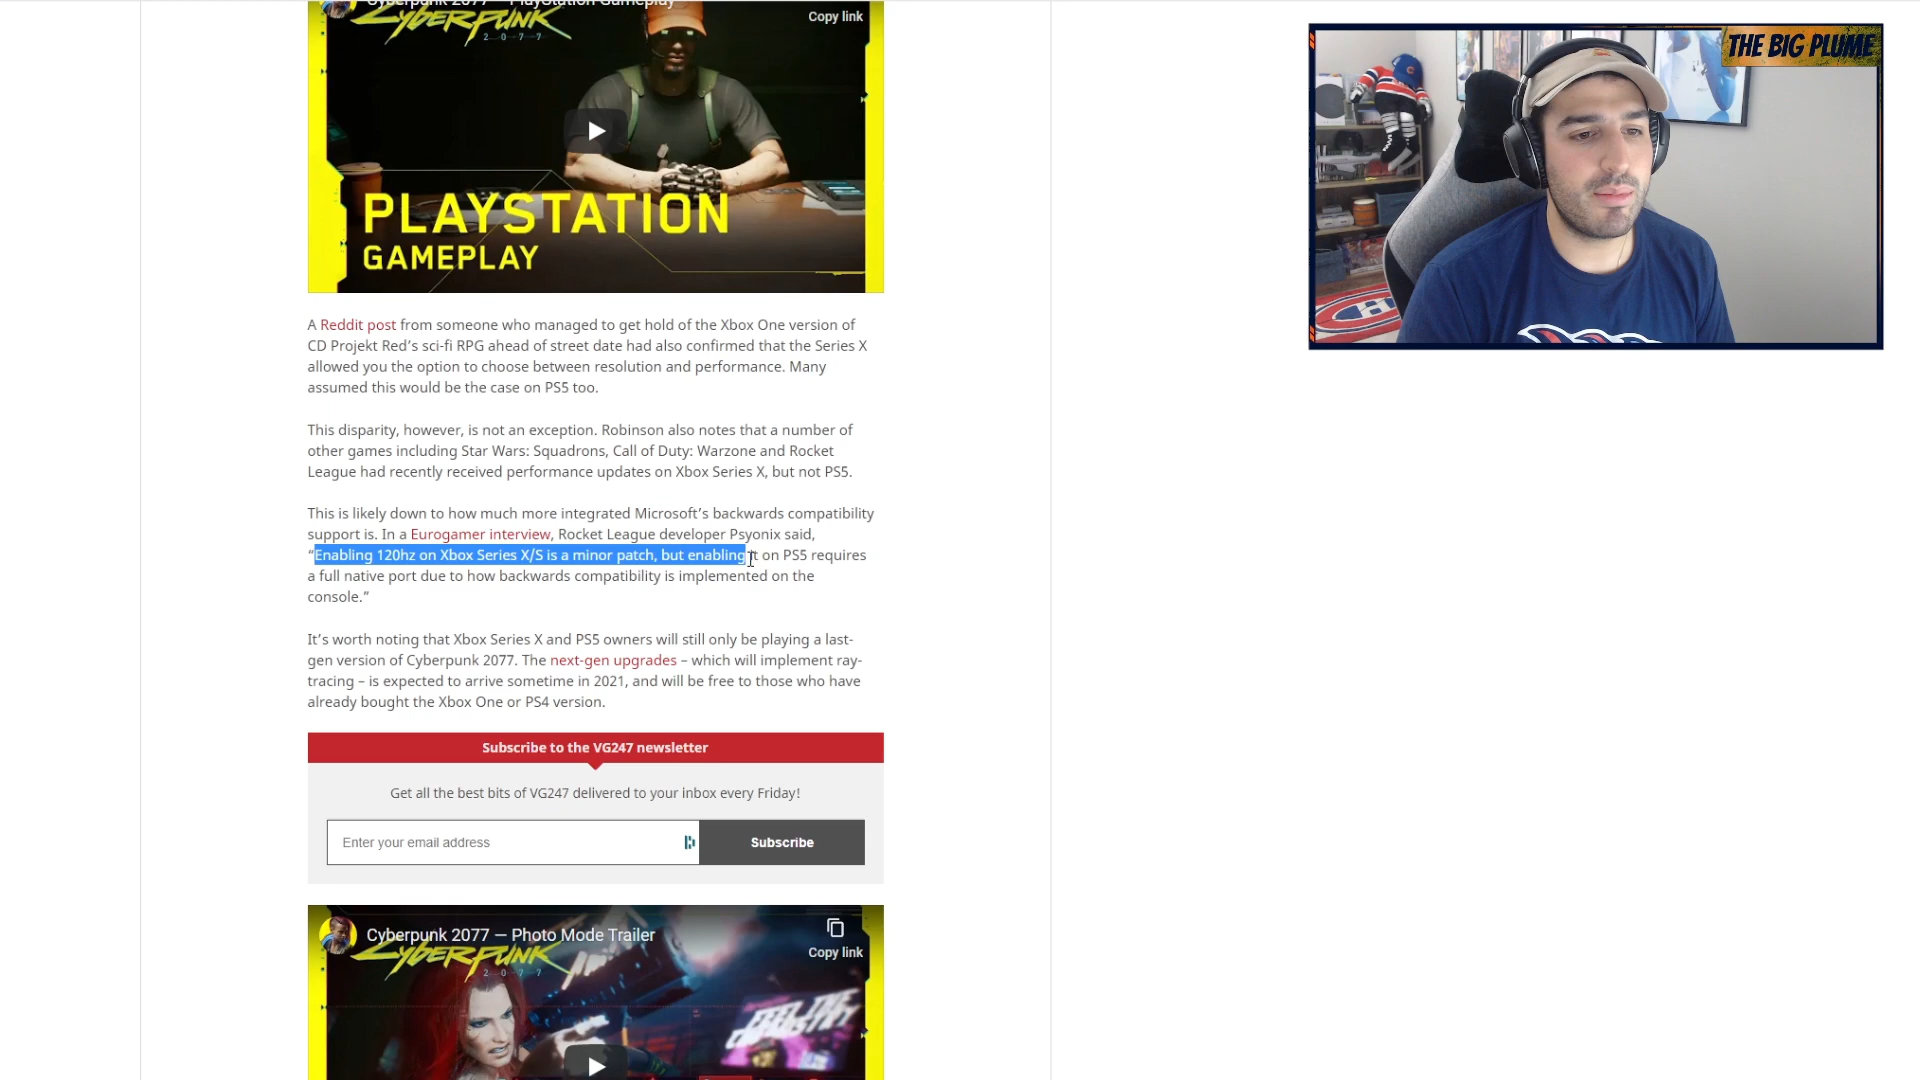 Cyberpunk 2077 — PlayStation Gameplay
Copy link
CYBERPUNK
2077
PLAYSTATION
GAMEPLAY
THE BIG PLUME
A Reddit post from someone who managed to get hold of the Xbox One version of
CD Projekt Red’s sci-fi RPG ahead of street date had also confirmed that the Series X
allowed you the option to choose between resolution and performance. Many
assumed this would be the case on PS5 too.
This disparity, however, is not an exception. Robinson also notes that a number of
other games including Star Wars: Squadrons, Call of Duty: Warzone and Rocket
League had recently received performance updates on Xbox Series X, but not PS5.
This is likely down to how much more integrated Microsoft’s backwards compatibility
support is. In a Eurogamer interview, Rocket League developer Psyonix said,
“Enabling 120hz on Xbox Series X/S is a minor patch, but enabling it on PS5 requires
a full native port due to how backwards compatibility is implemented on the
console.”
It’s worth noting that Xbox Series X and PS5 owners will still only be playing a last-
gen version of Cyberpunk 2077. The next-gen upgrades – which will implement ray-
tracing – is expected to arrive sometime in 2021, and will be free to those who have
already bought the Xbox One or PS4 version.
Subscribe to the VG247 newsletter
Get all the best bits of VG247 delivered to your inbox every Friday!
Enter your email address
Subscribe
Cyberpunk 2077 — Photo Mode Trailer
Copy link
CYBERPUNK
2077